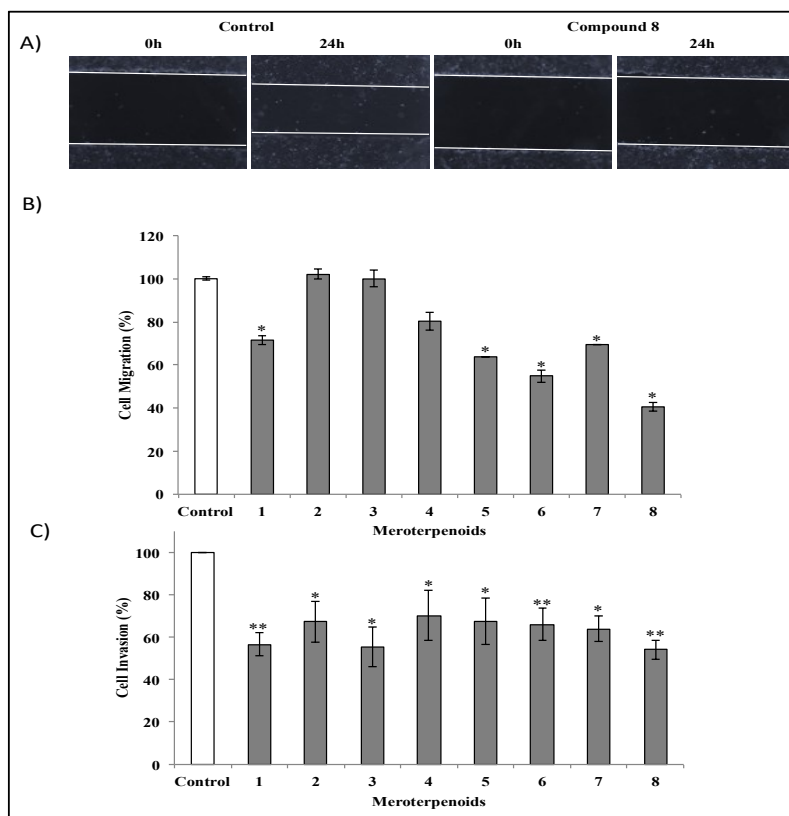 Control Compound 8
A) 0h 24h 0h 24h
B)
Cell Migration (%)
120
100
80
60
40
20
0
* * * * *
Control 1 2 3 4 5 6 7 8
Meroterpenoids
C)
Cell Invasion (%)
100
80
60
40
20
0
** * * * * ** * **
Control 1 2 3 4 5 6 7 8
Meroterpenoids